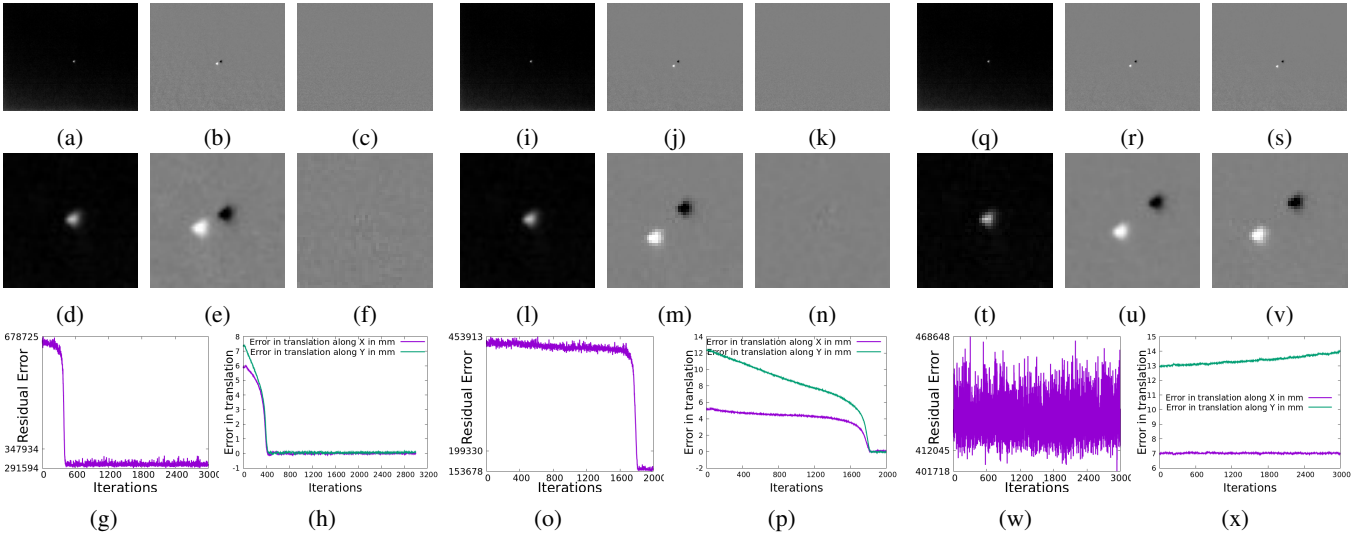 (a) (b) (c) (i) (j) (k) (q) (r) (s)
(d) (e) (f) (l) (m) (n) (t) (u) (v)
678725
347934
291594
0 600 1200 1800 2400 3000
Residual Error
Iterations
(g)
Error in translation along X in mm
Error in translation along Y in mm
8
7
6
5
4
3
2
1
0
-1
0 400 800 1200 1600 2000 2400 2800 3200
Error in translation
Iterations
(h)
453913
199330
153678
0 400 800 1200 1600 2000
Residual Error
Iterations
(o)
Error in translation along X in mm
Error in translation along Y in mm
14
12
10
8
6
4
2
0
-2
0 400 800 1200 1600 2000
Error in translation
Iterations
(p)
468648
412045
401718
0 600 1200 1800 2400 3000
Residual Error
Iterations
(w)
Error in translation along X in mm
Error in translation along Y in mm
15
14
13
12
11
10
9
8
7
6
0 600 1200 1800 2400 3000
Error in translation
Iterations
(x)